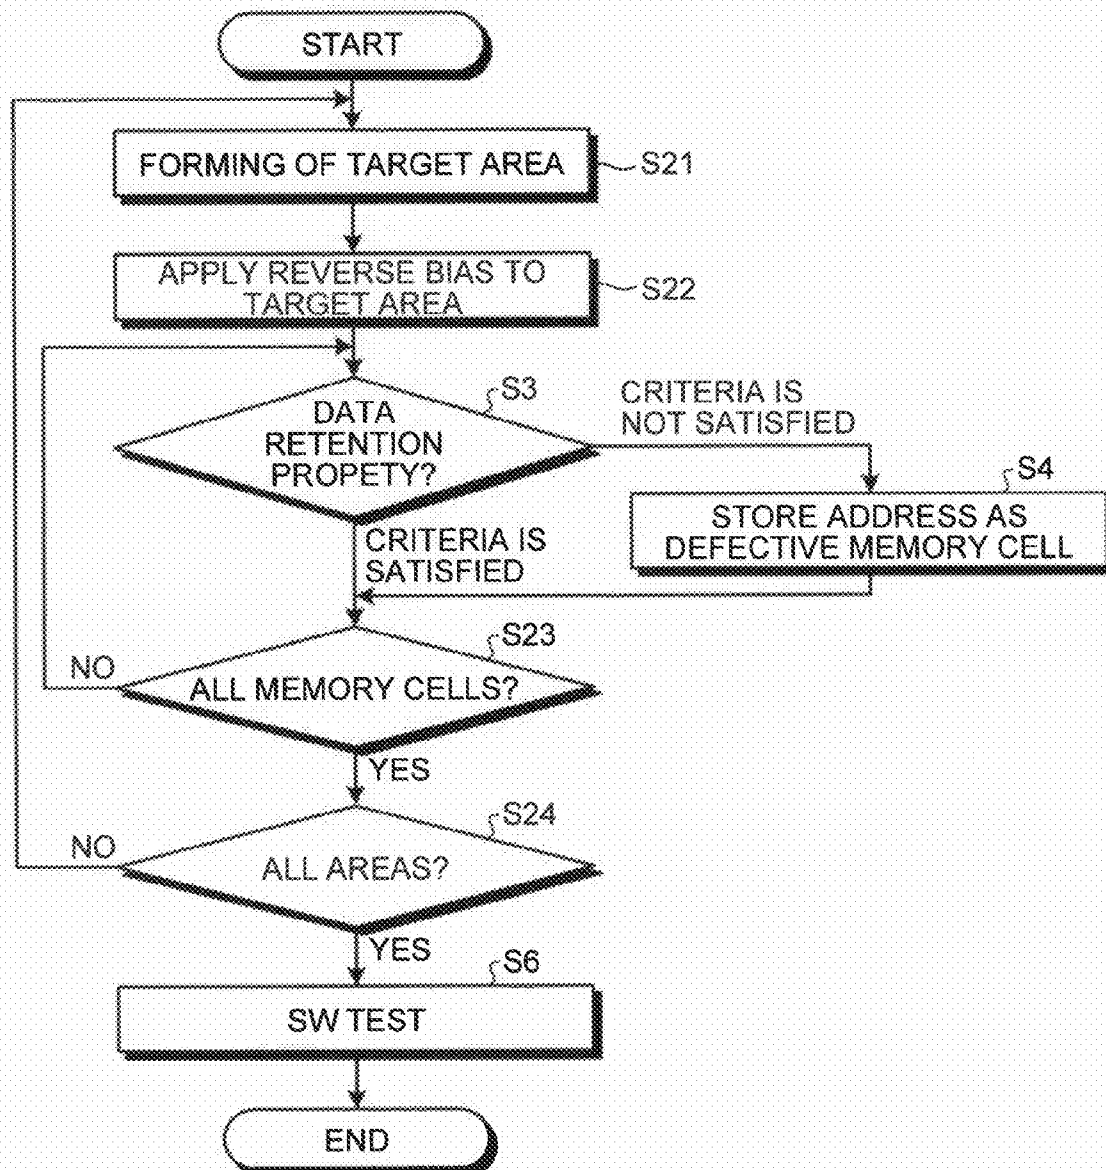 START
FORMING OF TARGET AREA
S21
APPLY REVERSE BIAS TO
TARGET AREA
S22
S3
DATA
RETENTION
PROPETY?
CRITERIA IS
NOT SATISFIED
S4
STORE ADDRESS AS
DEFECTIVE MEMORY CELL
CRITERIA IS
SATISFIED
S23
NO
ALL MEMORY CELLS?
YES
S24
NO
ALL AREAS?
YES
S6
SW TEST
END